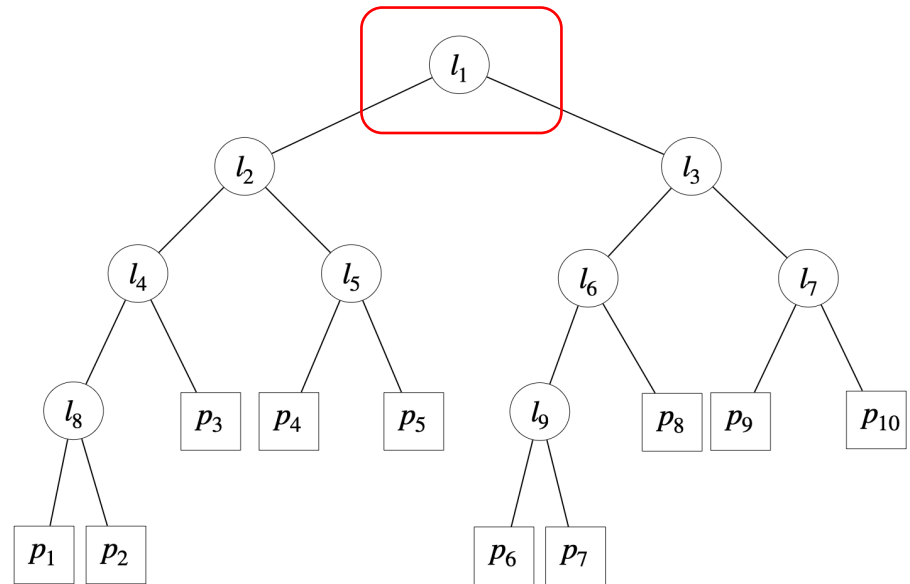 l₁
l₂ l₃
l₄ l₅ l₆ l₇
l₈ p₃ p₄ p₅ l₉ p₈ p₉ p₁₀
p₁ p₂ p₆ p₇